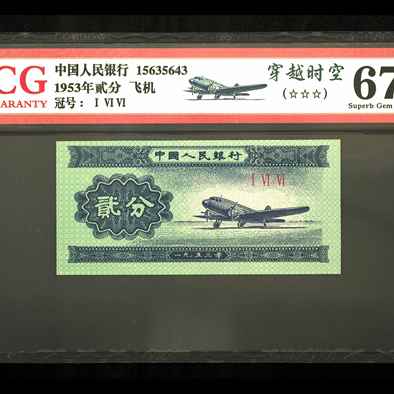 CG
ARANTY
中国人民银行 15635643
1953年贰分 飞机
冠号: Ⅰ Ⅵ Ⅵ
穿越时空
(☆☆☆)
67
Superb Gem
中國人民銀行
Ⅰ Ⅵ Ⅵ
貳分
一九五三年